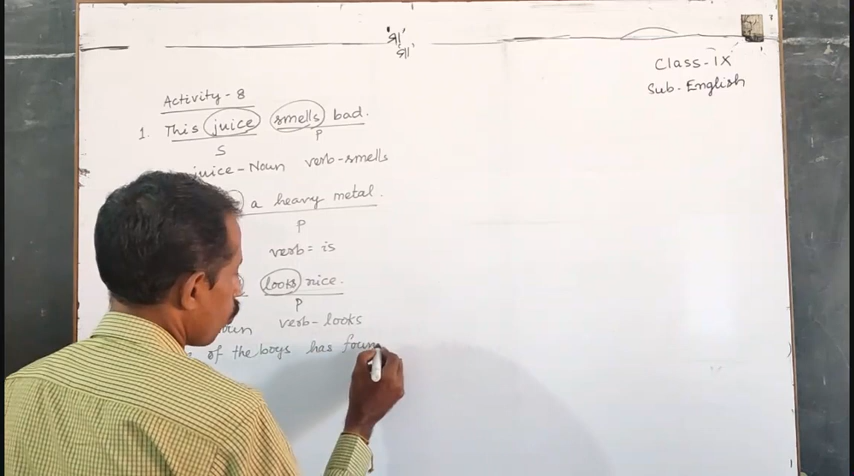 Class-IX
Sub. English
Activity-8
1. This juice smells bad.
S P
juice-Noun verb-smells
a heavy metal.
P
verb= is
looks nice.
P
verb-looks
of the boys has foun